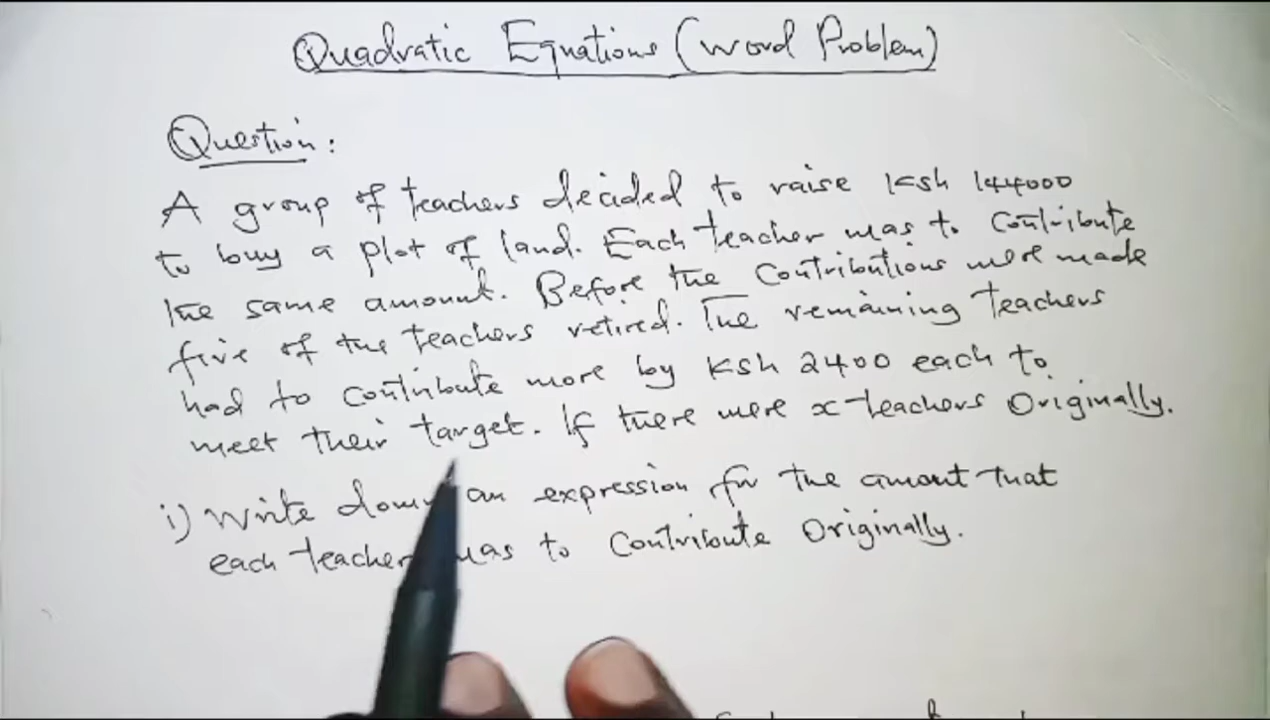 Quadratic Equations (Word Problem)
Question:
A group of teachers decided to raise Ksh 144000
to buy a plot of land. Each teacher was to contribute
the same amount. Before the contributions were made
five of the teachers retired. The remaining teachers
had to contribute more by Ksh 2400 each to
meet their target. If there were x-teachers originally.
i) Write down an expression for the amount that
each teacher was to contribute originally.